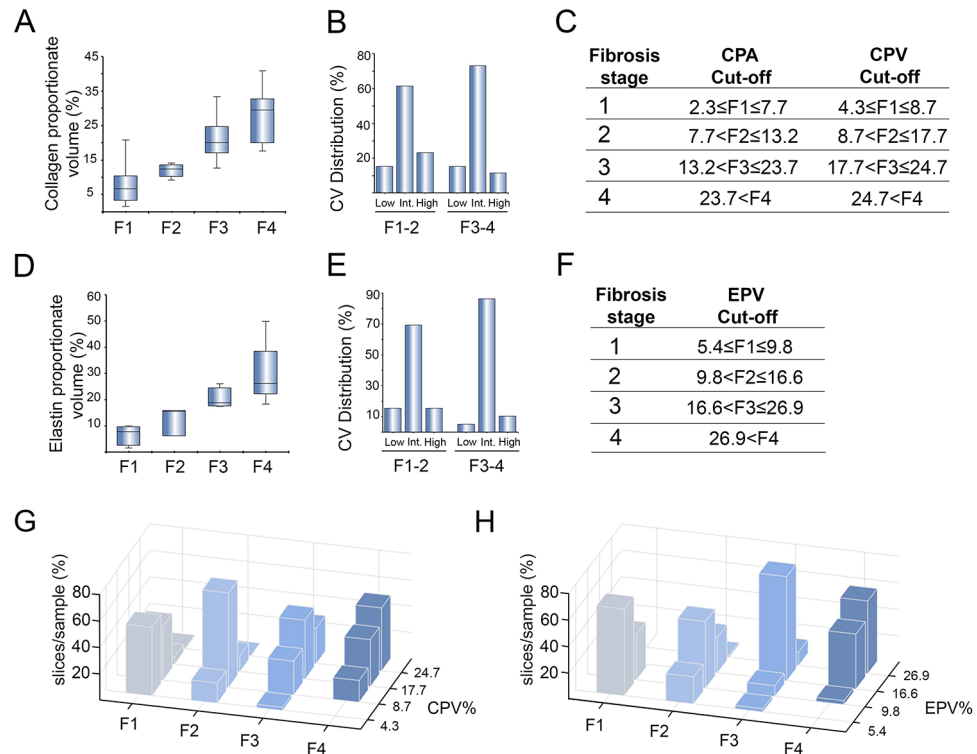 A
Collagen proportionate
volume (%)
45
35
25
15
5
F1 F2 F3 F4
B
CV Distribution (%)
80
60
40
20
0
Low Int. High Low Int. High
F1-2 F3-4
C
Fibrosis stage CPA Cut-off CPV Cut-off
1 2.3≤F1≤7.7 4.3≤F1≤8.7
2 7.7<F2≤13.2 8.7<F2≤17.7
3 13.2<F3≤23.7 17.7<F3≤24.7
4 23.7<F4 24.7<F4
D
Elastin proportionate
volume (%)
60
50
40
30
20
10
F1 F2 F3 F4
E
CV Distribution (%)
90
70
50
30
10
Low Int. High Low Int. High
F1-2 F3-4
F
Fibrosis stage EPV Cut-off
1 5.4≤F1≤9.8
2 9.8<F2≤16.6
3 16.6<F3≤26.9
4 26.9<F4
G
slices/sample (%)
80
60
40
20
F1 F2 F3 F4
24.7
17.7
8.7
4.3
CPV%
H
slices/sample (%)
80
60
40
20
F1 F2 F3 F4
26.9
16.6
9.8
5.4
EPV%